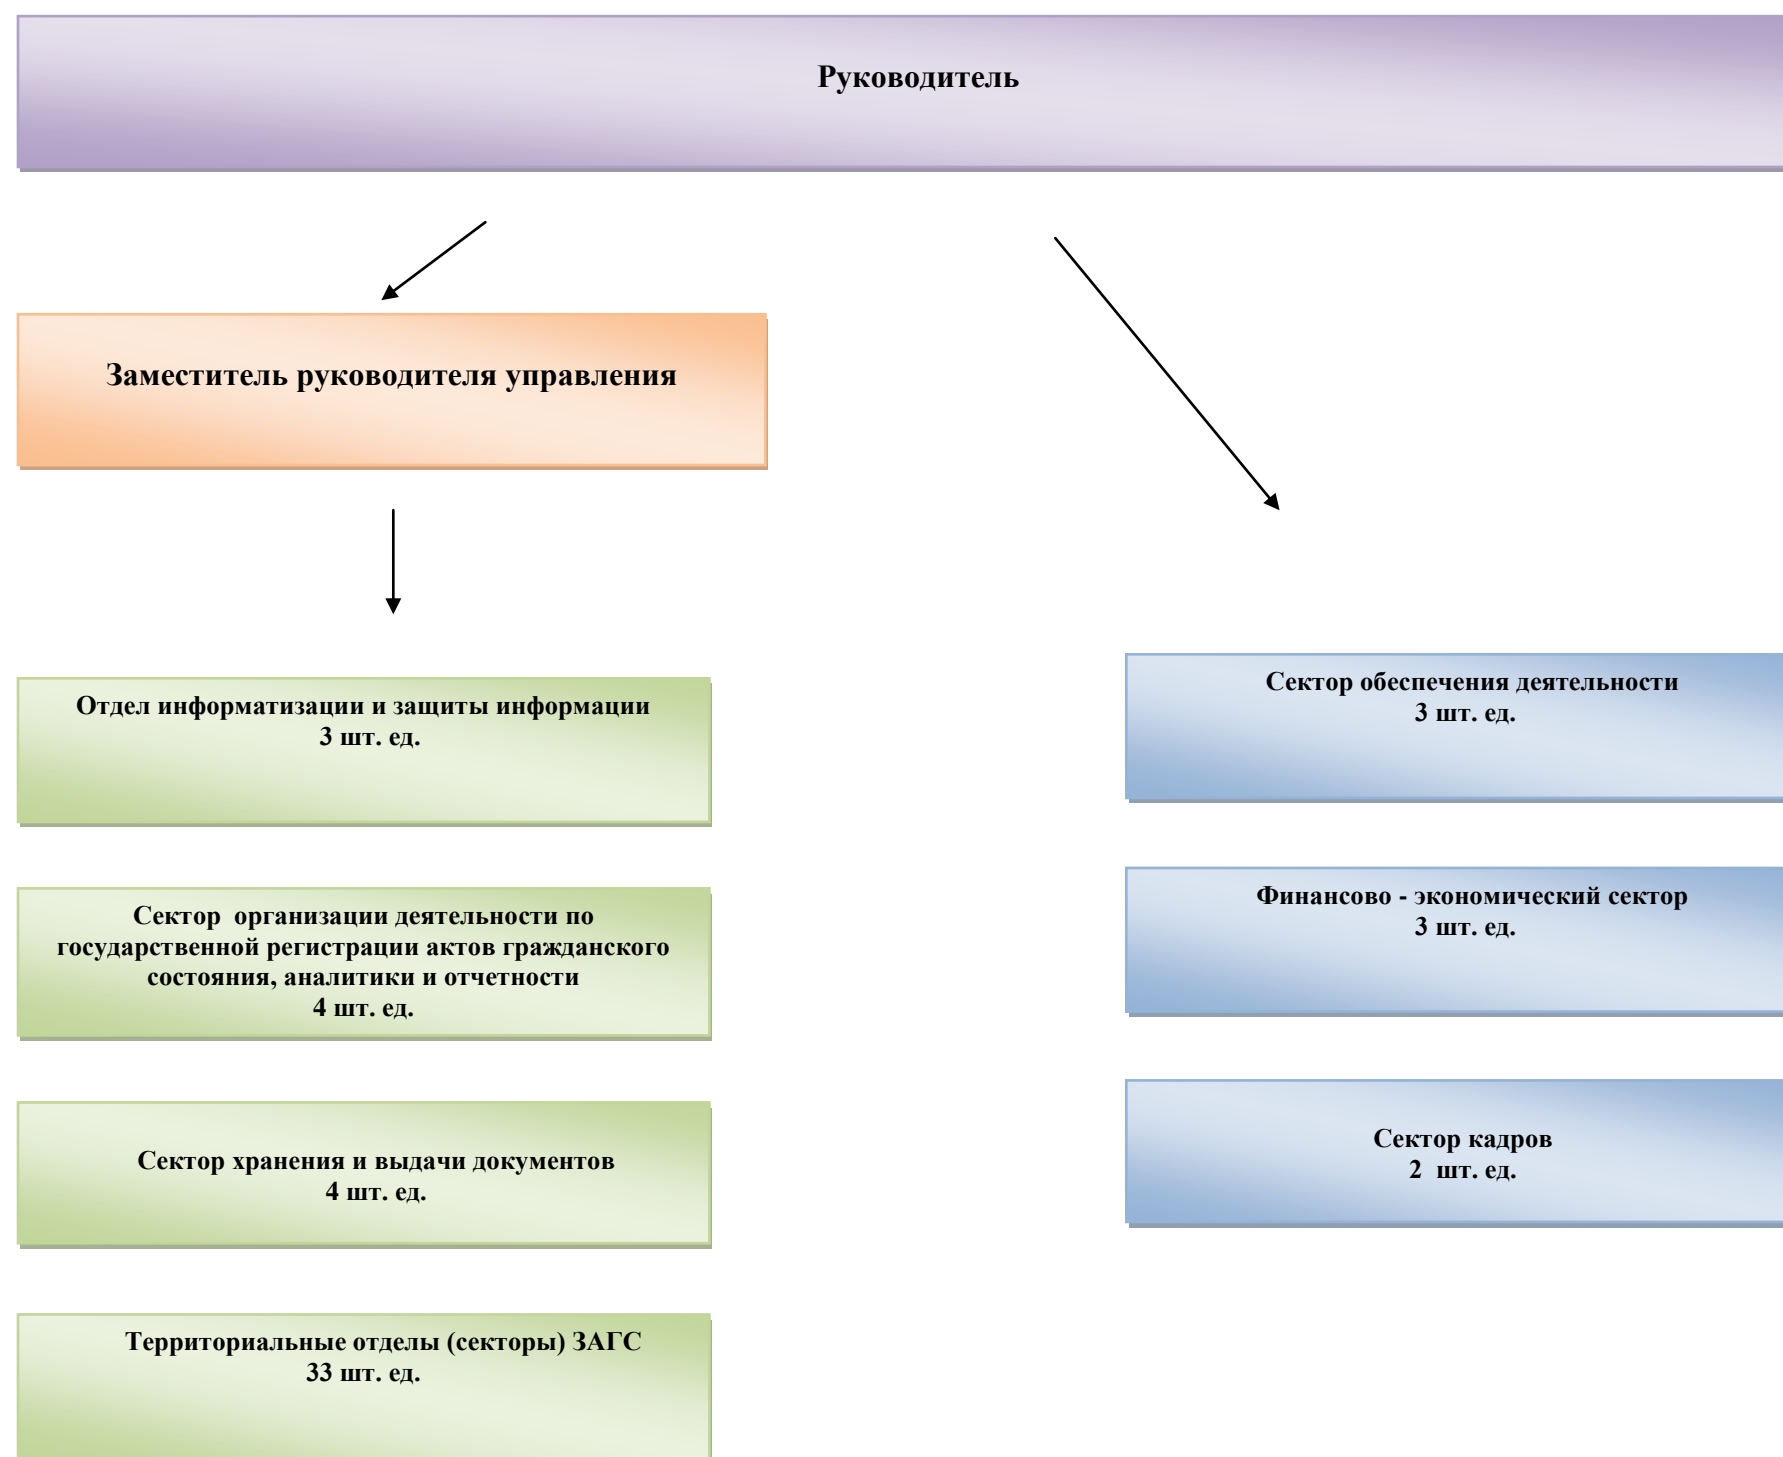 Руководитель
Заместитель руководителя управления
Отдел информатизации и защиты информации
3 шт. ед.
Сектор организации деятельности по
государственной регистрации актов гражданского
состояния, аналитики и отчетности
4 шт. ед.
Сектор хранения и выдачи документов
4 шт. ед.
Территориальные отделы (секторы) ЗАГС
33 шт. ед.
Сектор обеспечения деятельности
3 шт. ед.
Финансово - экономический сектор
3 шт. ед.
Сектор кадров
2 шт. ед.